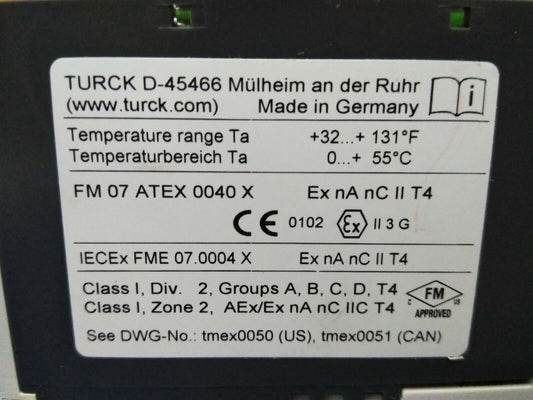 TURCK D-45466 Mülheim an der Ruhr
(www.turck.com) Made in Germany
i
Temperature range Ta +32...+ 131°F
Temperaturbereich Ta 0...+ 55°C
FM 07 ATEX 0040 X Ex nA nC II T4
CE 0102 Ex II 3 G
IECEx FME 07.0004 X Ex nA nC II T4
Class I, Div. 2, Groups A, B, C, D, T4
Class I, Zone 2, AEx/Ex nA nC IIC T4
FM
C US
APPROVED
See DWG-No.: tmex0050 (US), tmex0051 (CAN)